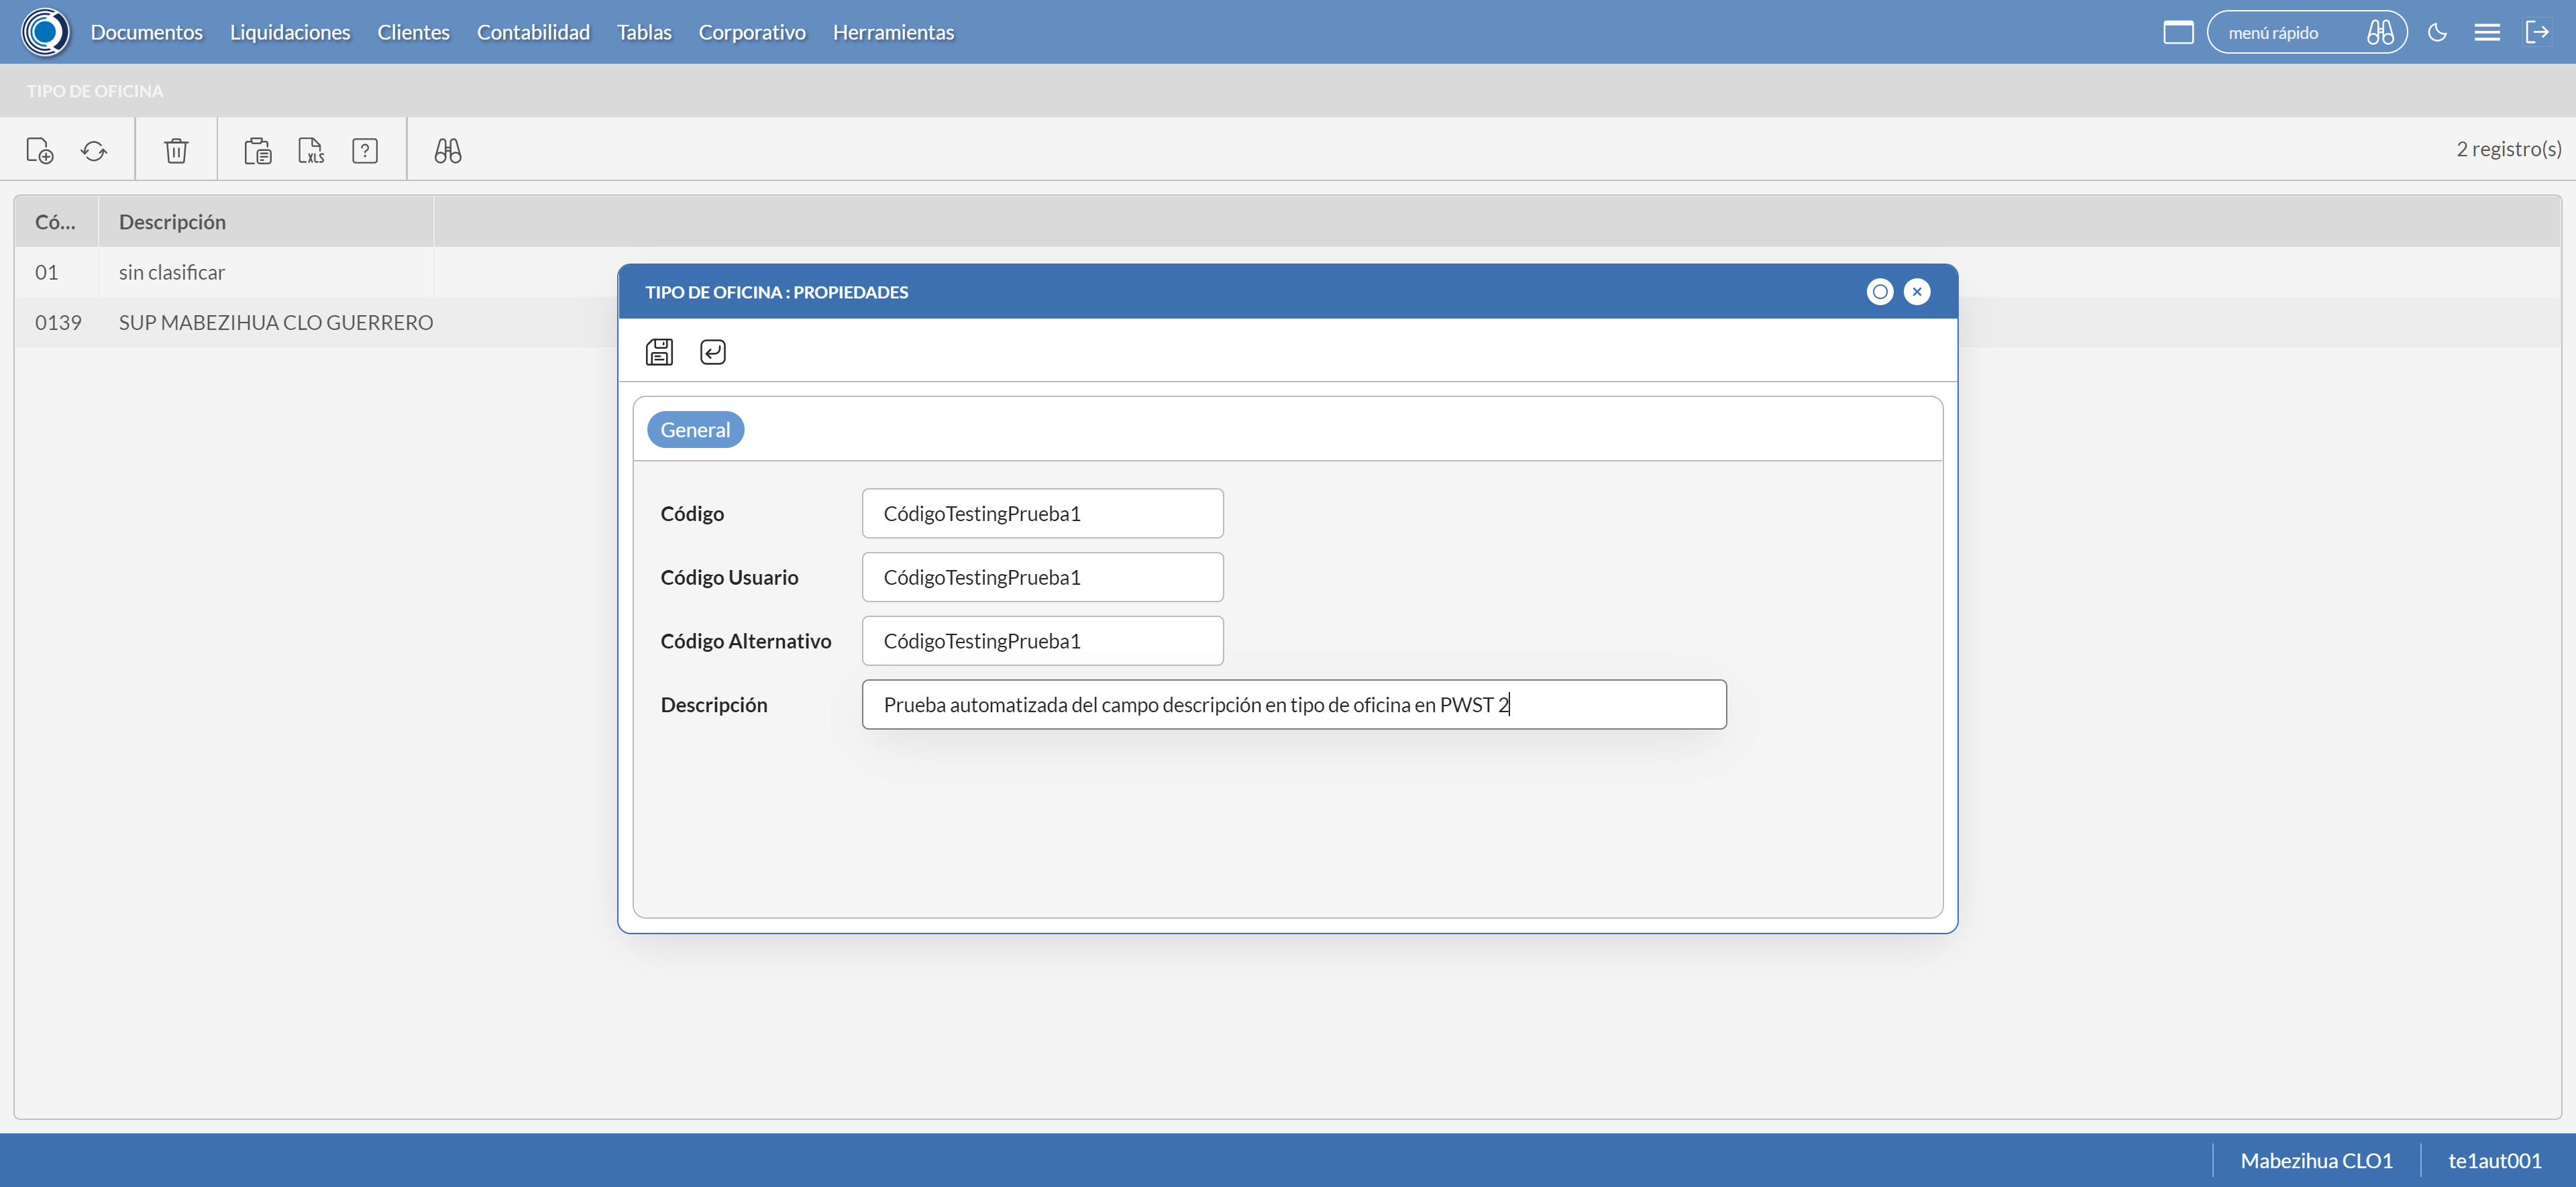 Documentos Liquidaciones Clientes Contabilidad Tablas Corporativo Herramientas menú rápido
TIPO DE OFICINA
XLS ? 2 registro(s)
Có... Descripción
01 sin clasificar
0139 SUP MABEZIHUA CLO GUERRERO
TIPO DE OFICINA : PROPIEDADES
General
Código CódigoTestingPrueba1
Código Usuario CódigoTestingPrueba1
Código Alternativo CódigoTestingPrueba1
Descripción Prueba automatizada del campo descripción en tipo de oficina en PWST 2
Mabezihua CLO1 te1aut001